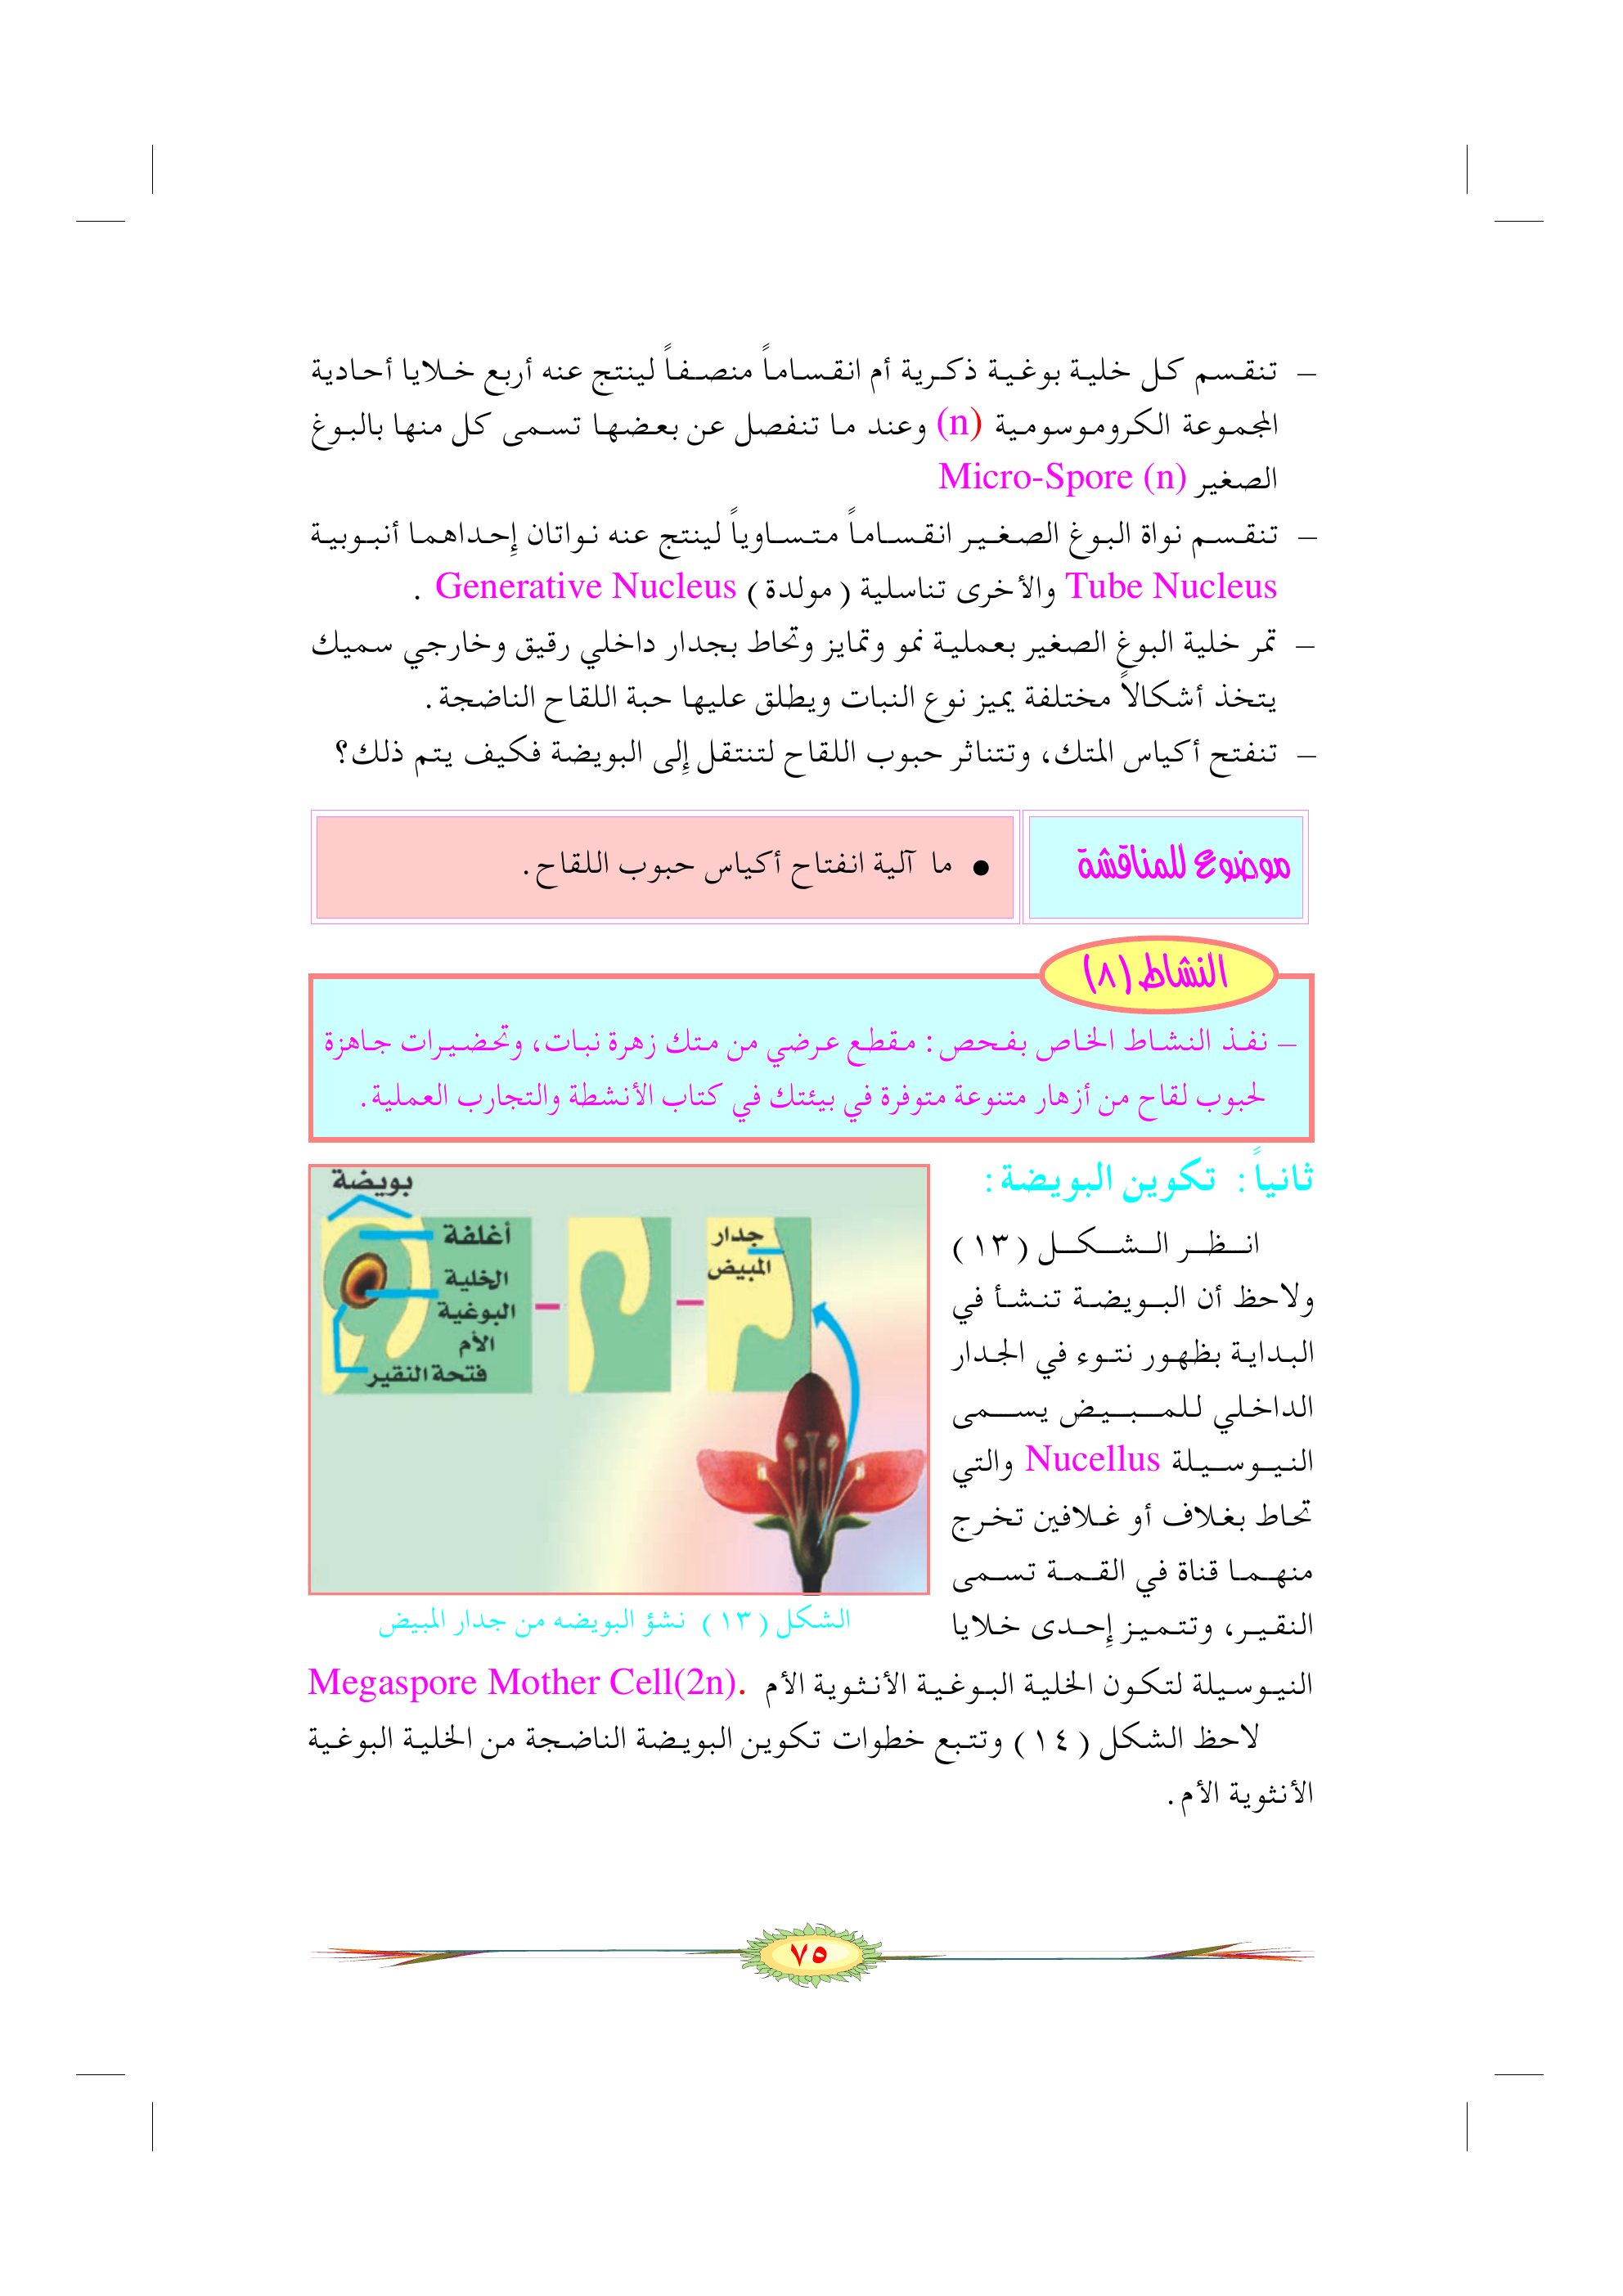 – تنقسم كل خلية بوغية ذكرية أم انقساماً منصفاً لينتج عنه أربع خلايا أحادية
المجموعة الكروموسومية (n) وعند ما تنفصل عن بعضها تسمى كل منها بالبوغ
الصغير Micro-Spore (n)
– تنقسم نواة البوغ الصغير انقساماً متساوياً لينتج عنه نواتان إحداهما أنبوبية
Tube Nucleus والأخرى تناسلية ( مولدة ) Generative Nucleus .
– تمر خلية البوغ الصغير بعملية نمو وتمايز وتحاط بجدار داخلي رقيق وخارجي سميك
يتخذ أشكالاً مختلفة يميز نوع النبات ويطلق عليها حبة اللقاح الناضجة.
– تنفتح أكياس المتك، وتتناثر حبوب اللقاح لتنتقل إلى البويضة فكيف يتم ذلك؟
موضوع للمناقشة
● ما آلية انفتاح أكياس حبوب اللقاح.
النشاط (٨)
– نفذ النشاط الخاص بفحص: مقطع عرضي من متك زهرة نبات، وتحضيرات جاهزة
لحبوب لقاح من أزهار متنوعة متوفرة في بيئتك في كتاب الأنشطة والتجارب العملية.
ثانياً: تكوين البويضة:
انظر الشكل (١٣)
ولاحظ أن البويضة تنشأ في
البداية بظهور نتوء في الجدار
الداخلي للمبيض يسمى
النيوسيلة Nucellus والتي
تحاط بغلاف أو غلافين تخرج
منهما قناة في القمة تسمى
النقير، وتتميز إحدى خلايا
بويضة
أغلفة
الخلية
البوغية
الأم
فتحة النقير
جدار
المبيض
الشكل (١٣) نشؤ البويضه من جدار المبيض
النيوسيلة لتكون الخلية البوغية الأنثوية الأم Megaspore Mother Cell(2n).
لاحظ الشكل (١٤) وتتبع خطوات تكوين البويضة الناضجة من الخلية البوغية
الأنثوية الأم.
٧٥